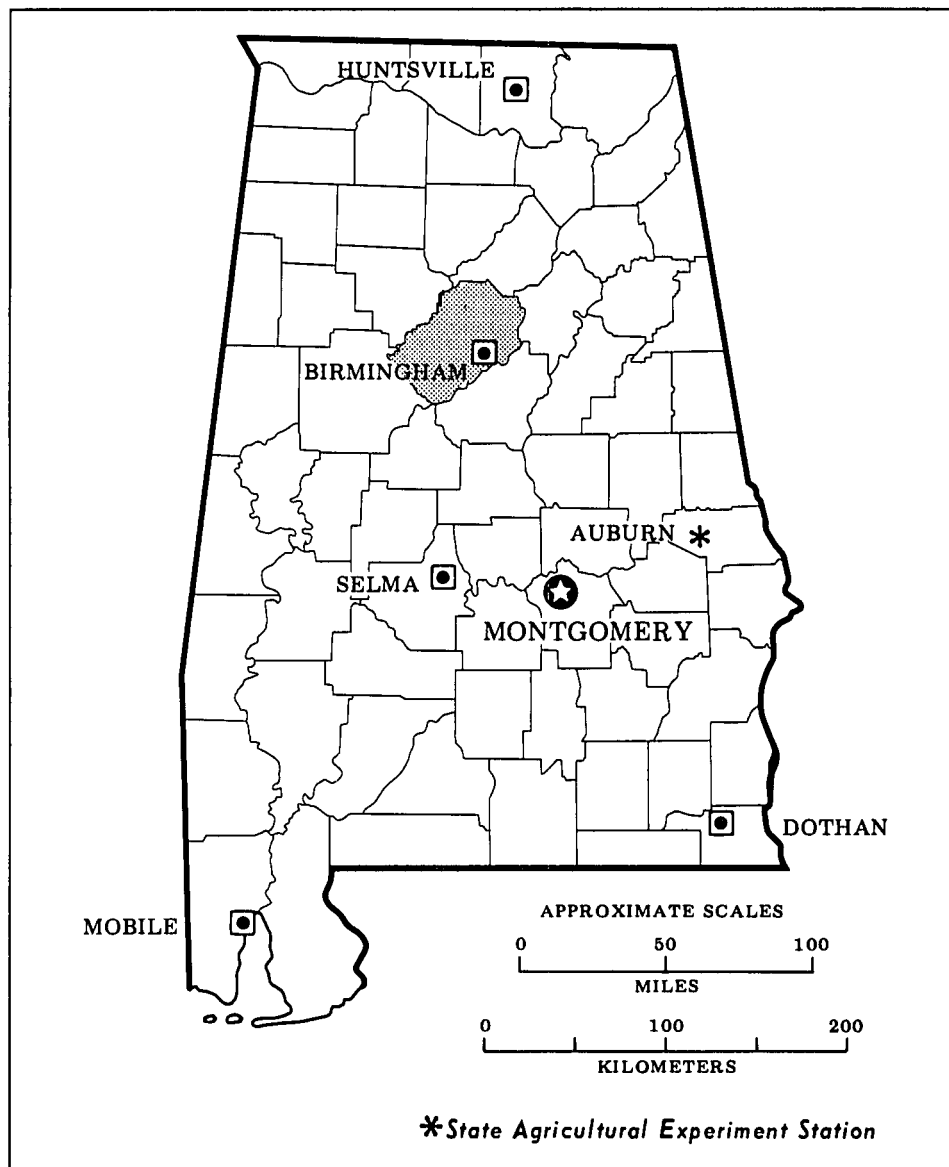 HUNTSVILLE
BIRMINGHAM
AUBURN *
SELMA
MONTGOMERY
DOTHAN
MOBILE
APPROXIMATE SCALES
0 50 100
MILES
0 100 200
KILOMETERS
*State Agricultural Experiment Station